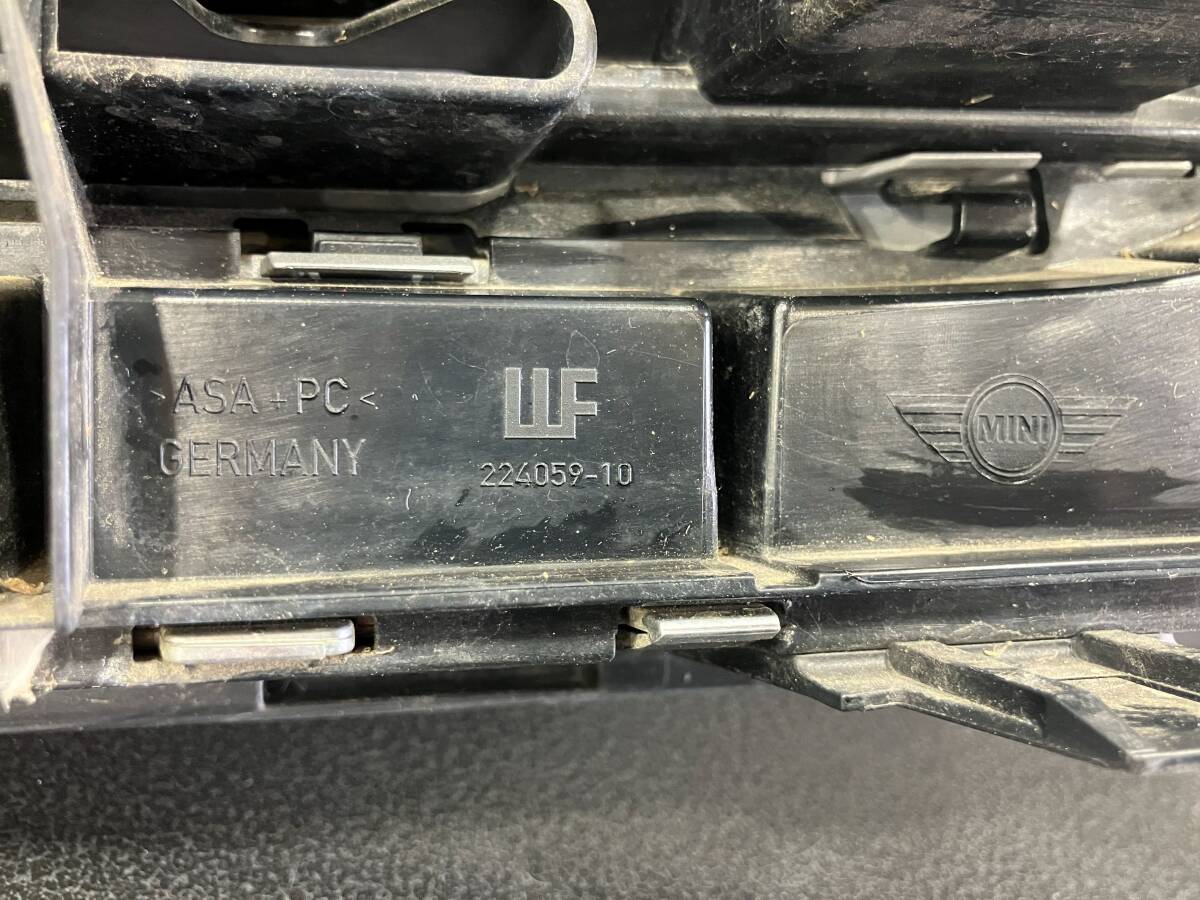 >ASA+PC<
GERMANY
WF
224059-10
MINI